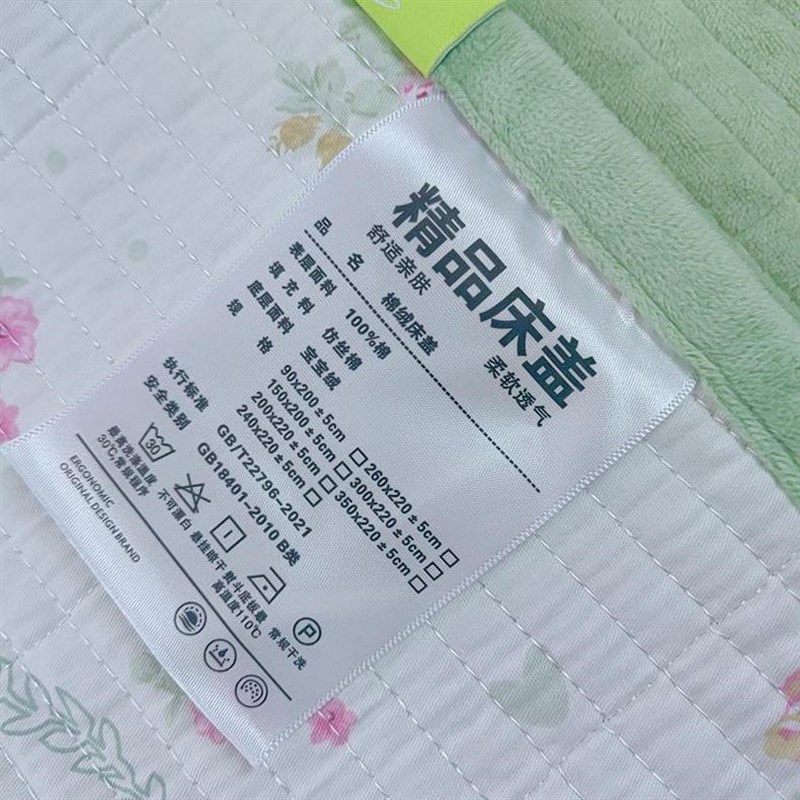 精品床盖
舒适亲肤 柔软透气
品 名 棉绒床盖
表层面料 100%棉
填充料 仿丝棉
底层面料 宝宝绒
规 格 90x200±5cm □ 260x220±5cm □
150x200±5cm □ 300x220±5cm □
200x220±5cm □ 350x220±5cm □
240x220±5cm □
执行标准 GB/T22796-2021
安全类别 GB18401-2010 B类
30
P
最高洗涤温度
30℃,常规程序
不可漂白
悬挂晾干
熨斗底板最
高温度110℃
常规干洗
ERGONOMIC
ORIGINAL DESIGN BRAND